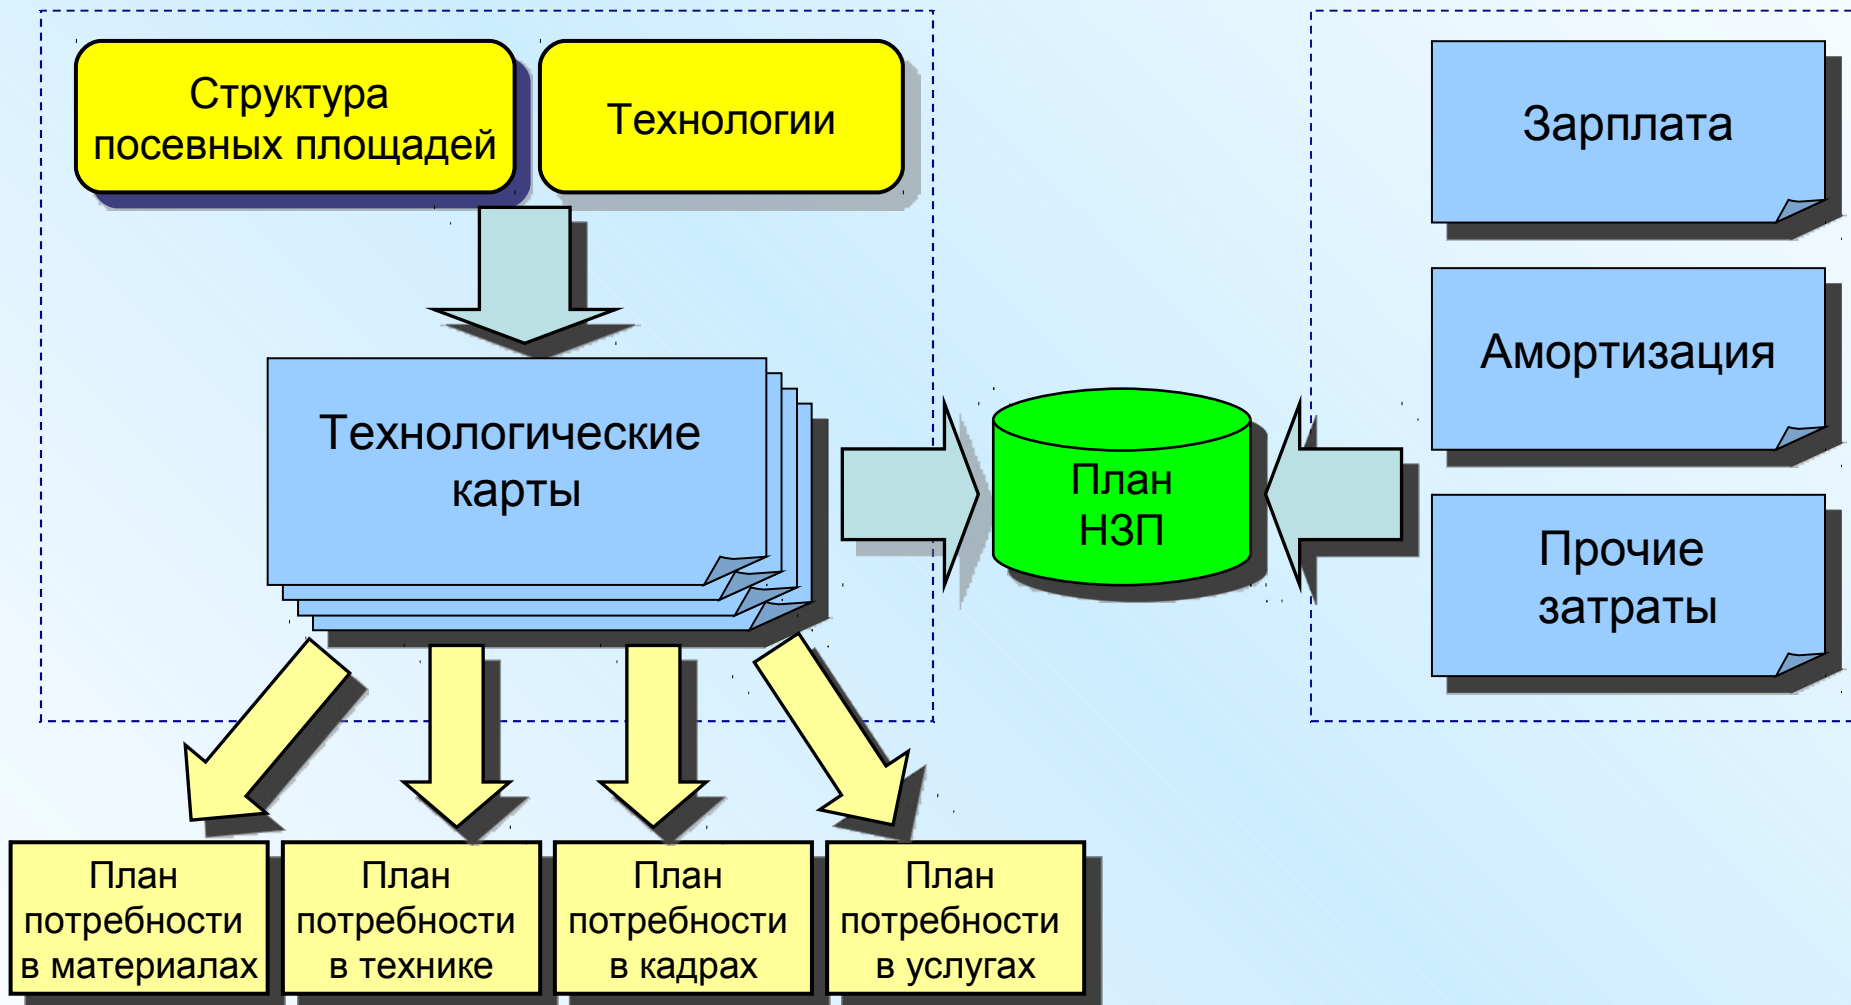 Структура
посевных площадей
Технологии
Зарплата
Амортизация
Технологические
карты
План
НЗП
Прочие
затраты
План
потребности
в материалах
План
потребности
в технике
План
потребности
в кадрах
План
потребности
в услугах